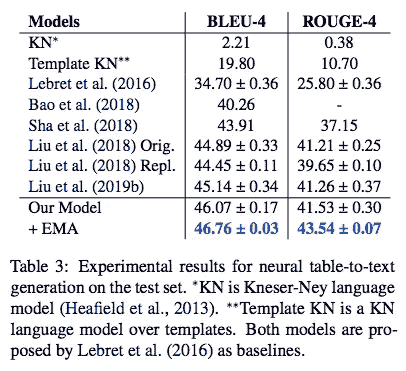 Models BLEU-4 ROUGE-4
KN* 2.21 0.38
Template KN** 19.80 10.70
Lebret et al. (2016) 34.70 ± 0.36 25.80 ± 0.36
Bao et al. (2018) 40.26 -
Sha et al. (2018) 43.91 37.15
Liu et al. (2018) Orig. 44.89 ± 0.33 41.21 ± 0.25
Liu et al. (2018) Repl. 44.45 ± 0.11 39.65 ± 0.10
Liu et al. (2019b) 45.14 ± 0.34 41.26 ± 0.37
Our Model 46.07 ± 0.17 41.53 ± 0.30
+ EMA 46.76 ± 0.03 43.54 ± 0.07
Table 3: Experimental results for neural table-to-text
generation on the test set. *KN is Kneser-Ney language
model (Heafield et al., 2013). **Template KN is a KN
language model over templates. Both models are pro-
posed by Lebret et al. (2016) as baselines.